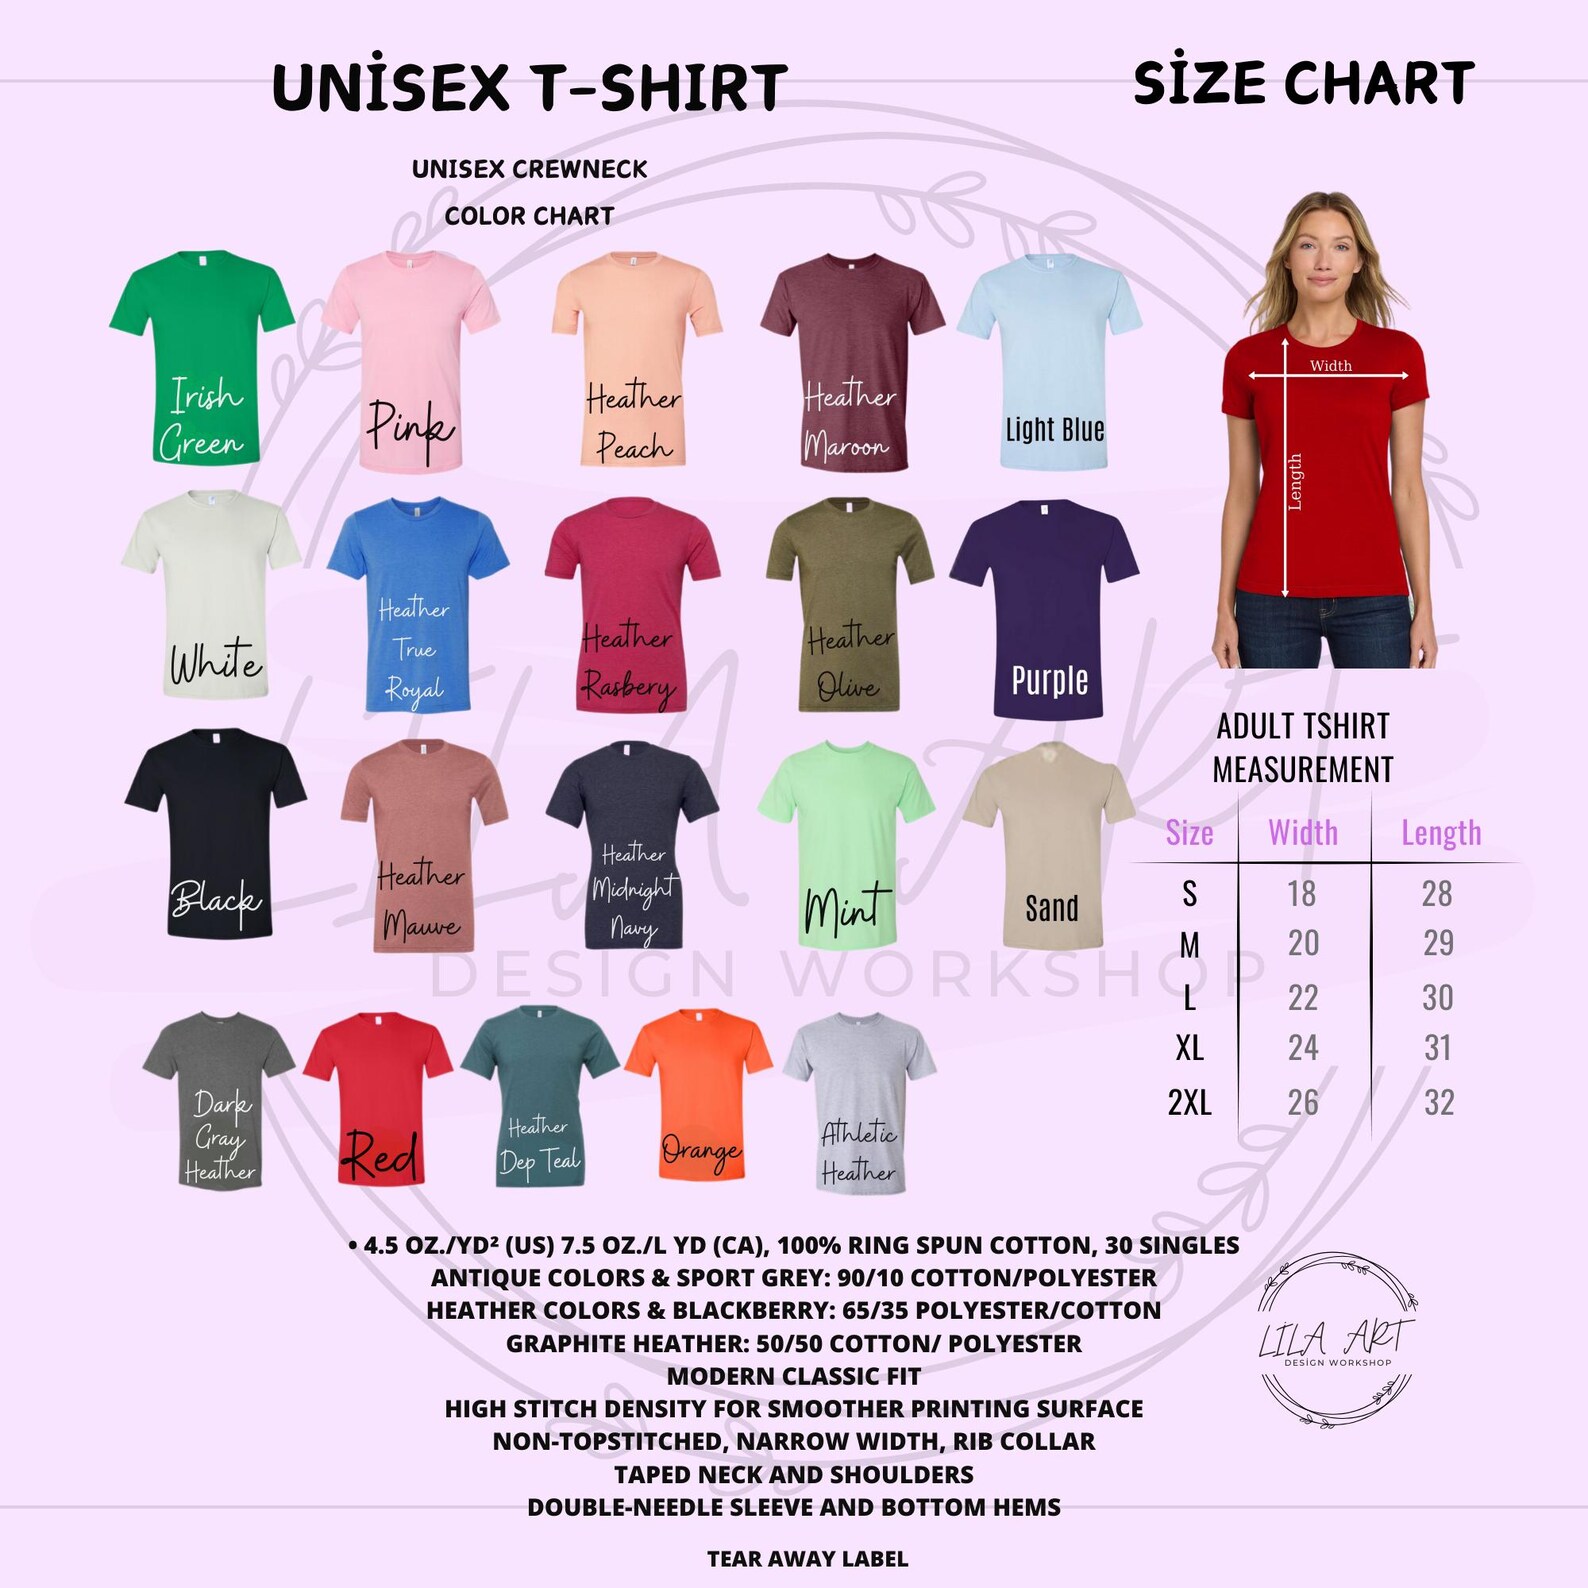 UNİSEX T-SHIRT
SİZE CHART
UNISEX CREWNECK
COLOR CHART
Irish
Green
Pink
Heather
Peach
Heather
Maroon
Light Blue
Width
Length
White
Heather
True
Royal
Heather
Rasbery
Heather
Olive
Purple
Black
Heather
Mauve
Heather
Midnight
Navy
Mint
Sand
ADULT TSHIRT
MEASUREMENT
Size Width Length
S 18 28
M 20 29
L 22 30
XL 24 31
2XL 26 32
LILA ART
DESIGN WORKSHOP
Dark
Gray
Heather
Red
Heather
Dep Teal
Orange
Athletic
Heather
• 4.5 OZ./YD² (US) 7.5 OZ./L YD (CA), 100% RING SPUN COTTON, 30 SINGLES
ANTIQUE COLORS & SPORT GREY: 90/10 COTTON/POLYESTER
HEATHER COLORS & BLACKBERRY: 65/35 POLYESTER/COTTON
GRAPHITE HEATHER: 50/50 COTTON/ POLYESTER
MODERN CLASSIC FIT
HIGH STITCH DENSITY FOR SMOOTHER PRINTING SURFACE
NON-TOPSTITCHED, NARROW WIDTH, RIB COLLAR
TAPED NECK AND SHOULDERS
DOUBLE-NEEDLE SLEEVE AND BOTTOM HEMS
TEAR AWAY LABEL
LİLA ART
DESİGN WORKSHOP